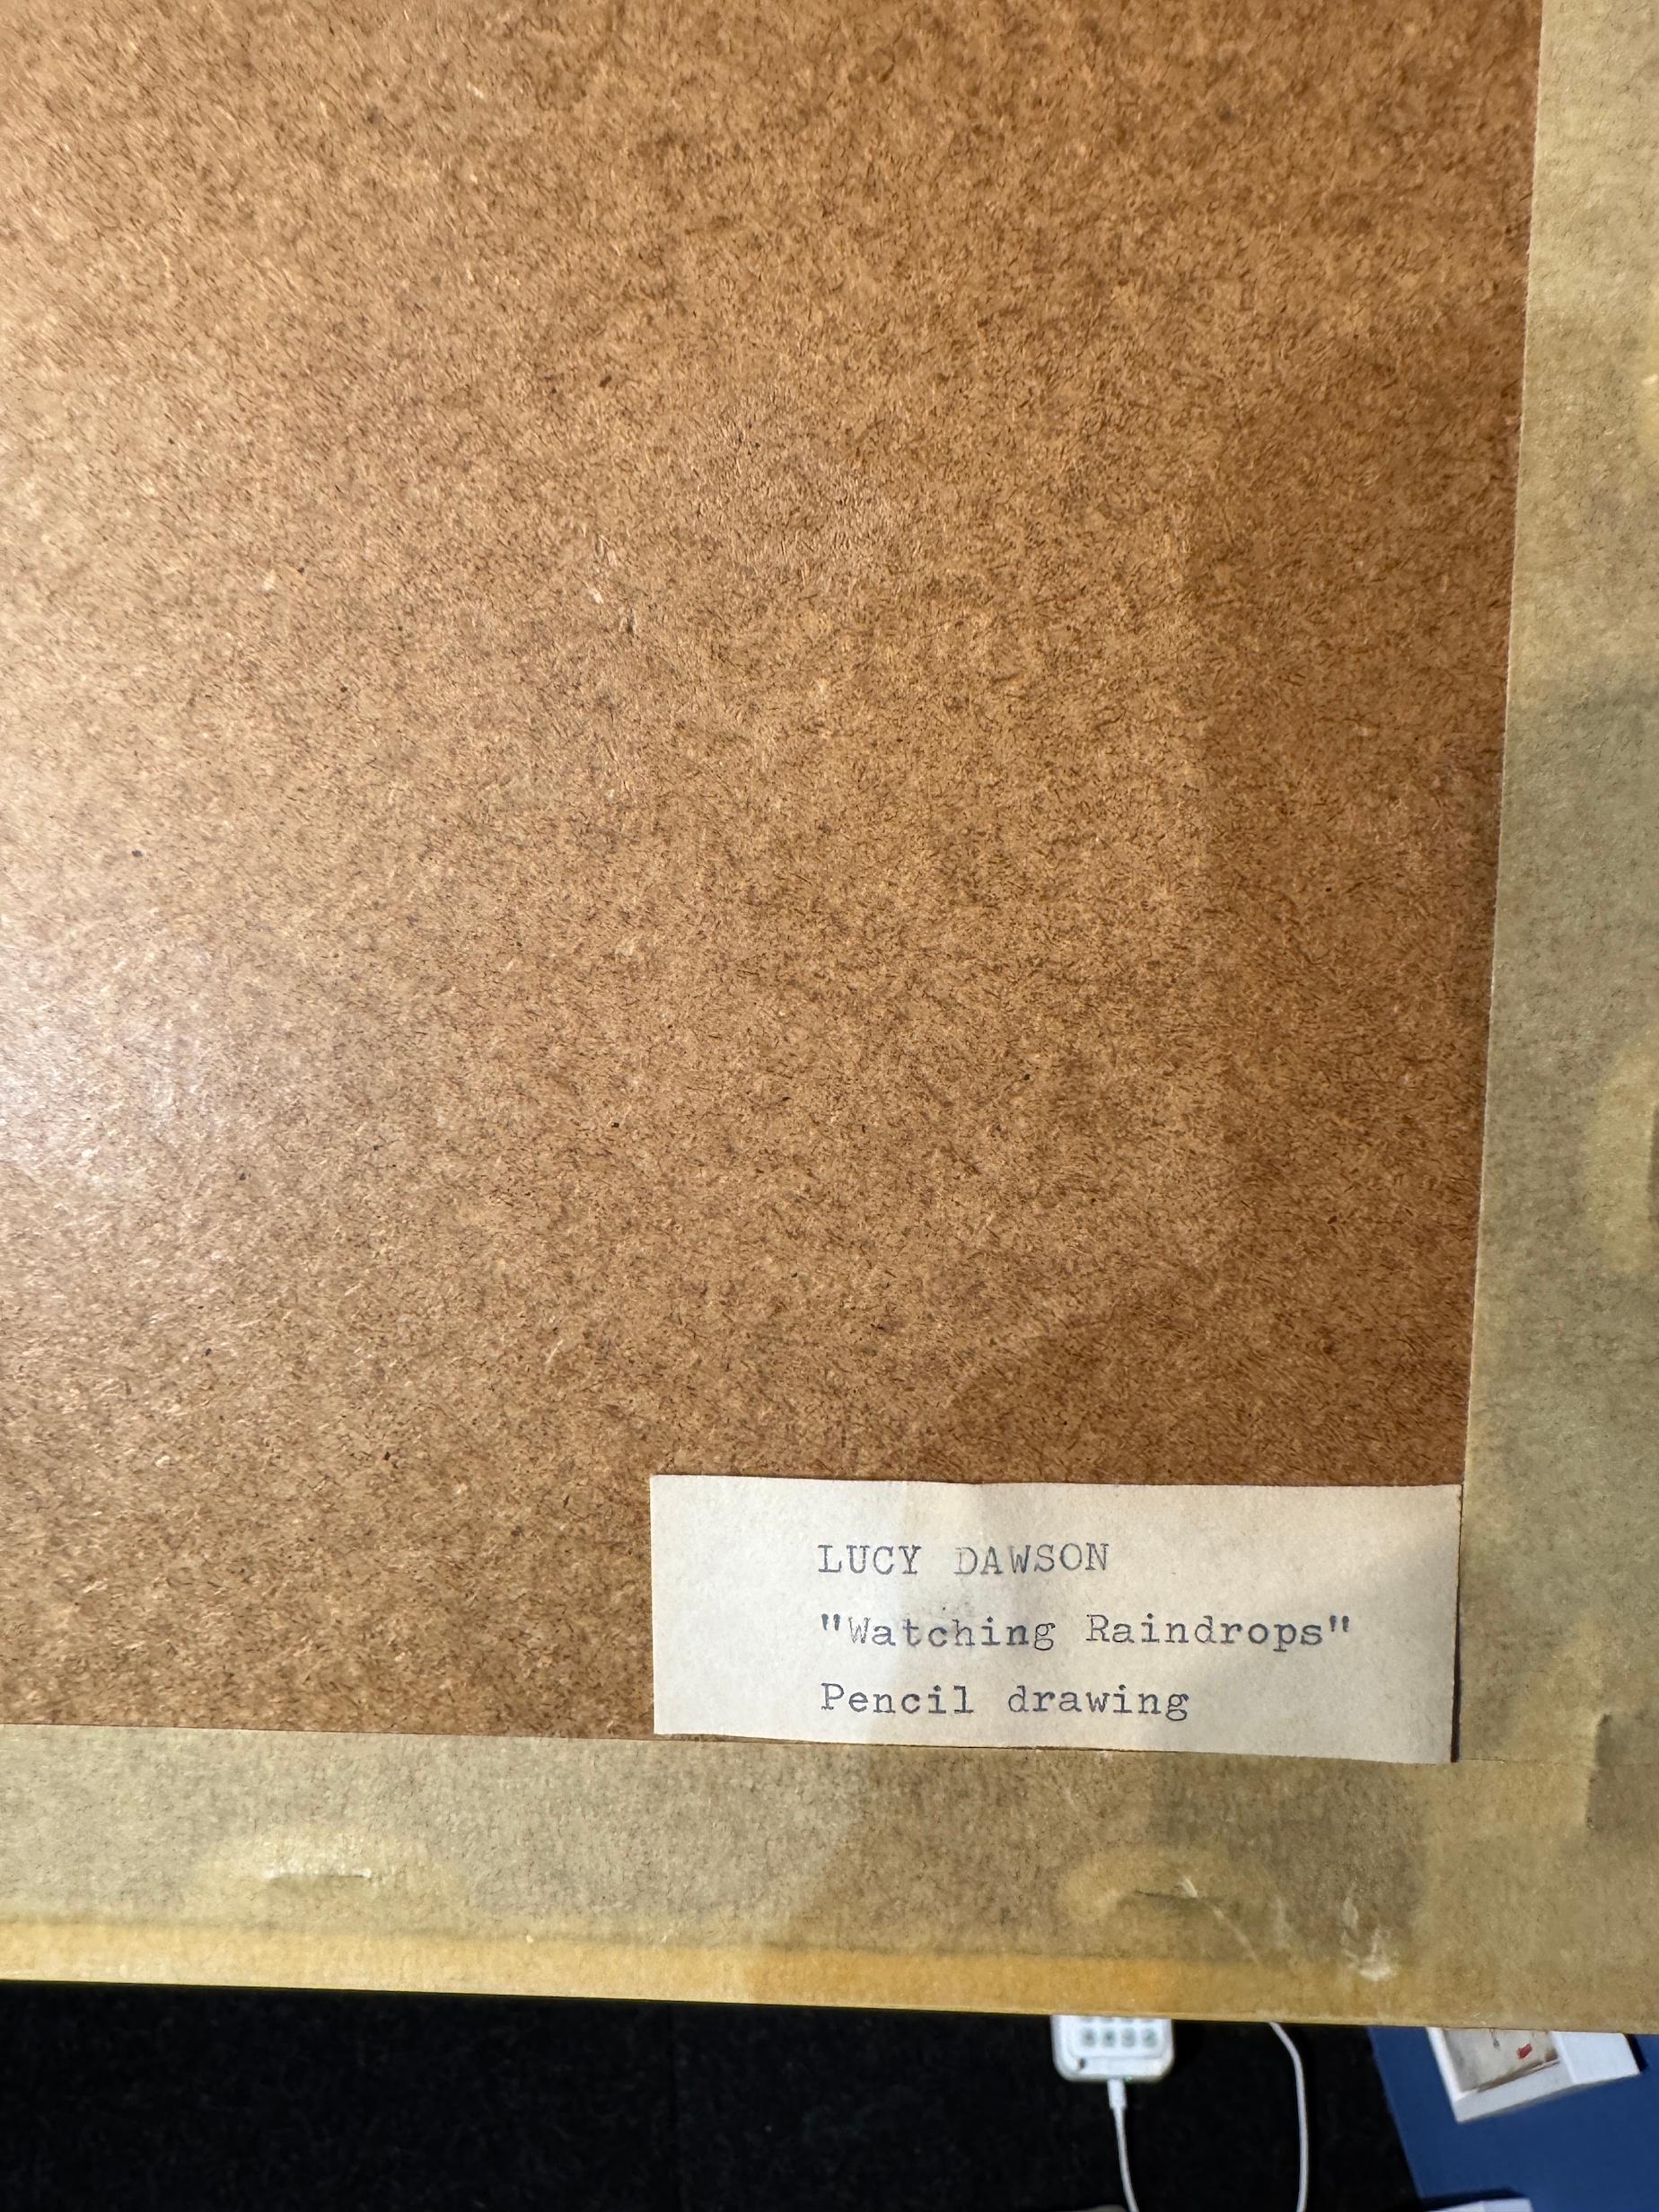 LUCY DAWSON
"Watching Raindrops"
Pencil drawing